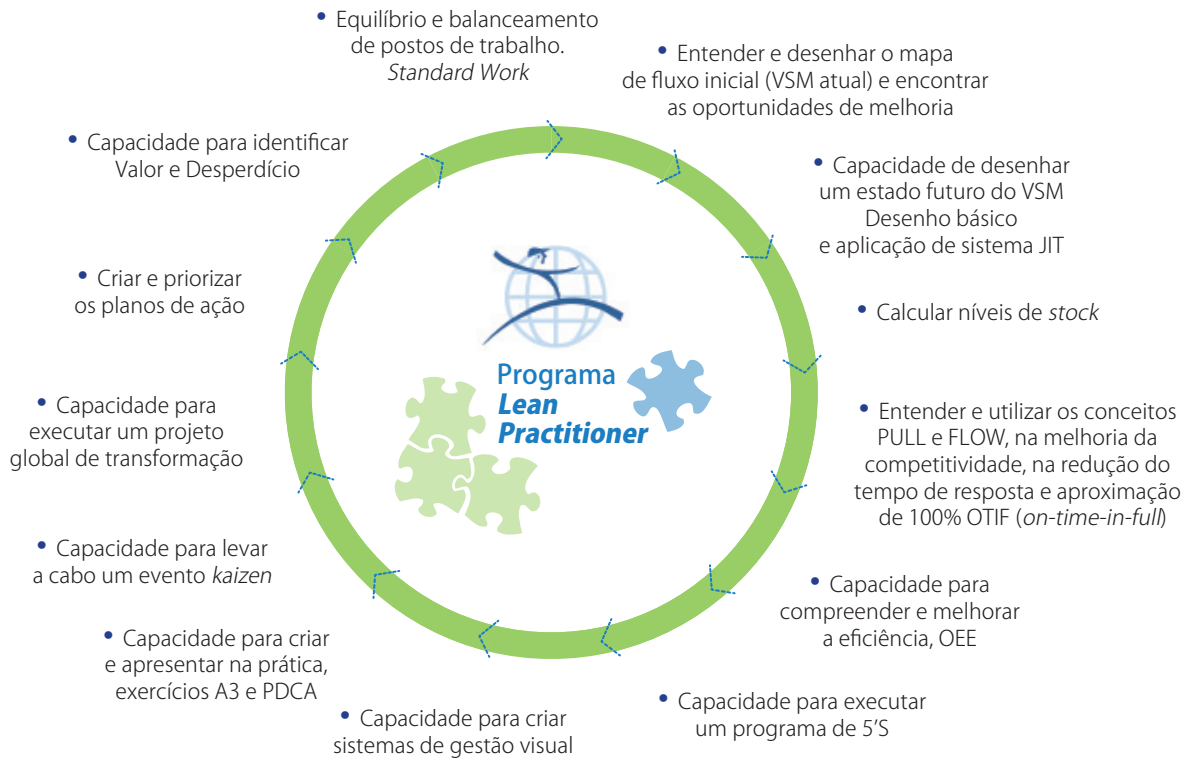 • Equilíbrio e balanceamento
de postos de trabalho.
Standard Work
• Entender e desenhar o mapa
de fluxo inicial (VSM atual) e encontrar
as oportunidades de melhoria
• Capacidade de desenhar
um estado futuro do VSM
Desenho básico
e aplicação de sistema JIT
• Calcular níveis de stock
• Entender e utilizar os conceitos
PULL e FLOW, na melhoria da
competitividade, na redução do
tempo de resposta e aproximação
de 100% OTIF (on-time-in-full)
• Capacidade para
compreender e melhorar
a eficiência, OEE
• Capacidade para executar
um programa de 5'S
• Capacidade para criar
sistemas de gestão visual
• Capacidade para criar
e apresentar na prática,
exercícios A3 e PDCA
• Capacidade para levar
a cabo um evento kaizen
• Capacidade para
executar um projeto
global de transformação
• Criar e priorizar
os planos de ação
• Capacidade para identificar
Valor e Desperdício
Programa
Lean
Practitioner